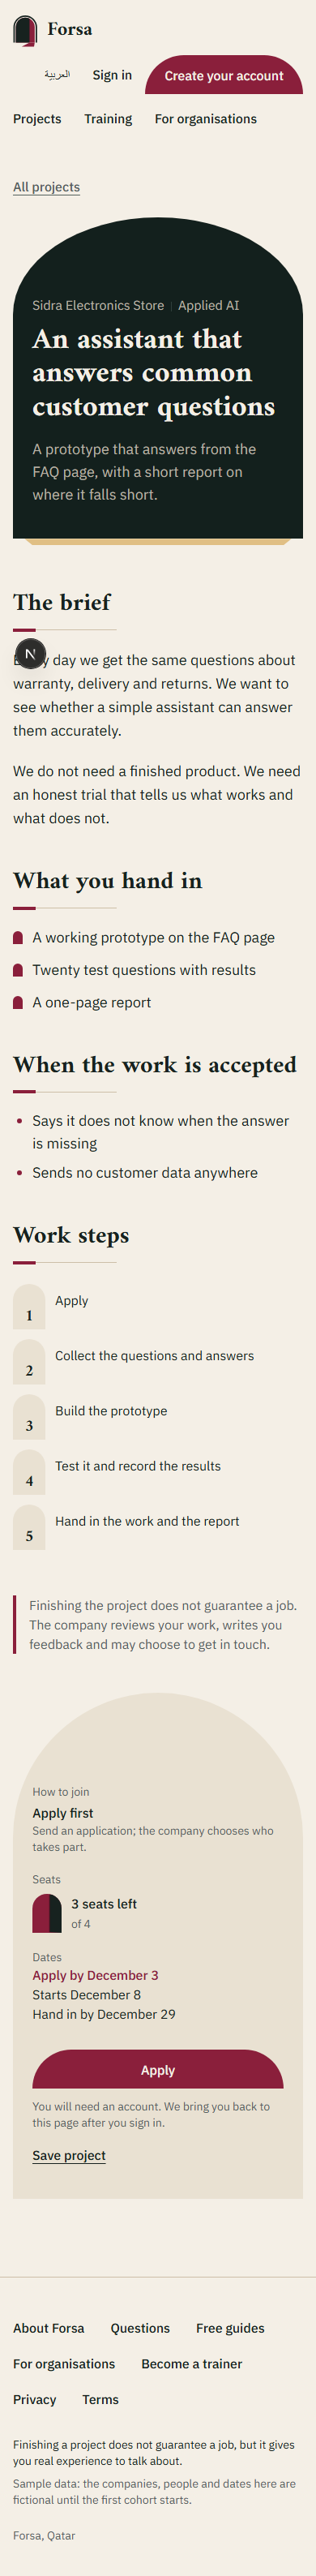 Forsa
العربية
Sign in
Create your account
Projects
Training
For organisations
All projects
Sidra Electronics Store | Applied AI
An assistant that
answers common
customer questions
A prototype that answers from the
FAQ page, with a short report on
where it falls short.
The brief
N
day we get the same questions about
warranty, delivery and returns. We want to
see whether a simple assistant can answer
them accurately.
We do not need a finished product. We need
an honest trial that tells us what works and
what does not.
What you hand in
A working prototype on the FAQ page
Twenty test questions with results
A one-page report
When the work is accepted
Says it does not know when the answer
is missing
Sends no customer data anywhere
Work steps
1 Apply
2 Collect the questions and answers
3 Build the prototype
4 Test it and record the results
5 Hand in the work and the report
Finishing the project does not guarantee a job.
The company reviews your work, writes you
feedback and may choose to get in touch.
How to join
Apply first
Send an application; the company chooses who
takes part.
Seats
3 seats left
of 4
Dates
Apply by December 3
Starts December 8
Hand in by December 29
Apply
You will need an account. We bring you back to
this page after you sign in.
Save project
About Forsa
Questions
Free guides
For organisations
Become a trainer
Privacy
Terms
Finishing a project does not guarantee a job, but it gives
you real experience to talk about.
Sample data: the companies, people and dates here are
fictional until the first cohort starts.
Forsa, Qatar